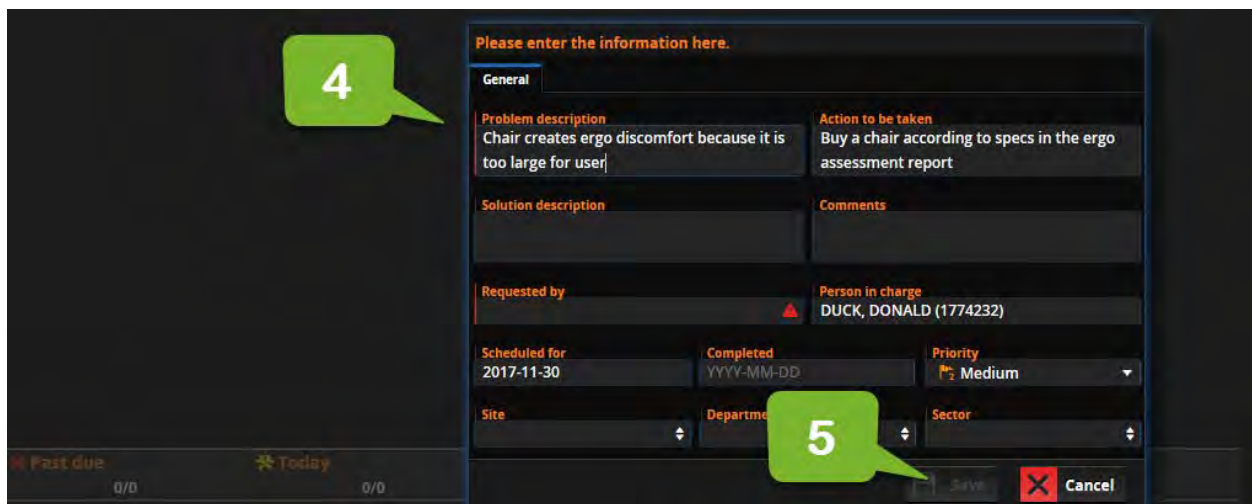 4
Please enter the information here.
General
Problem description
Chair creates ergo discomfort because it is
too large for user
Action to be taken
Buy a chair according to specs in the ergo
assessment report
Solution description
Comments
Requested by
Person in charge
DUCK, DONALD (1774232)
Scheduled for
2017-11-30
Completed
YYYY-MM-DD
Priority
2 Medium
Site
Departme
5
Sector
Past due
0/0
Today
0/0
Save
Cancel